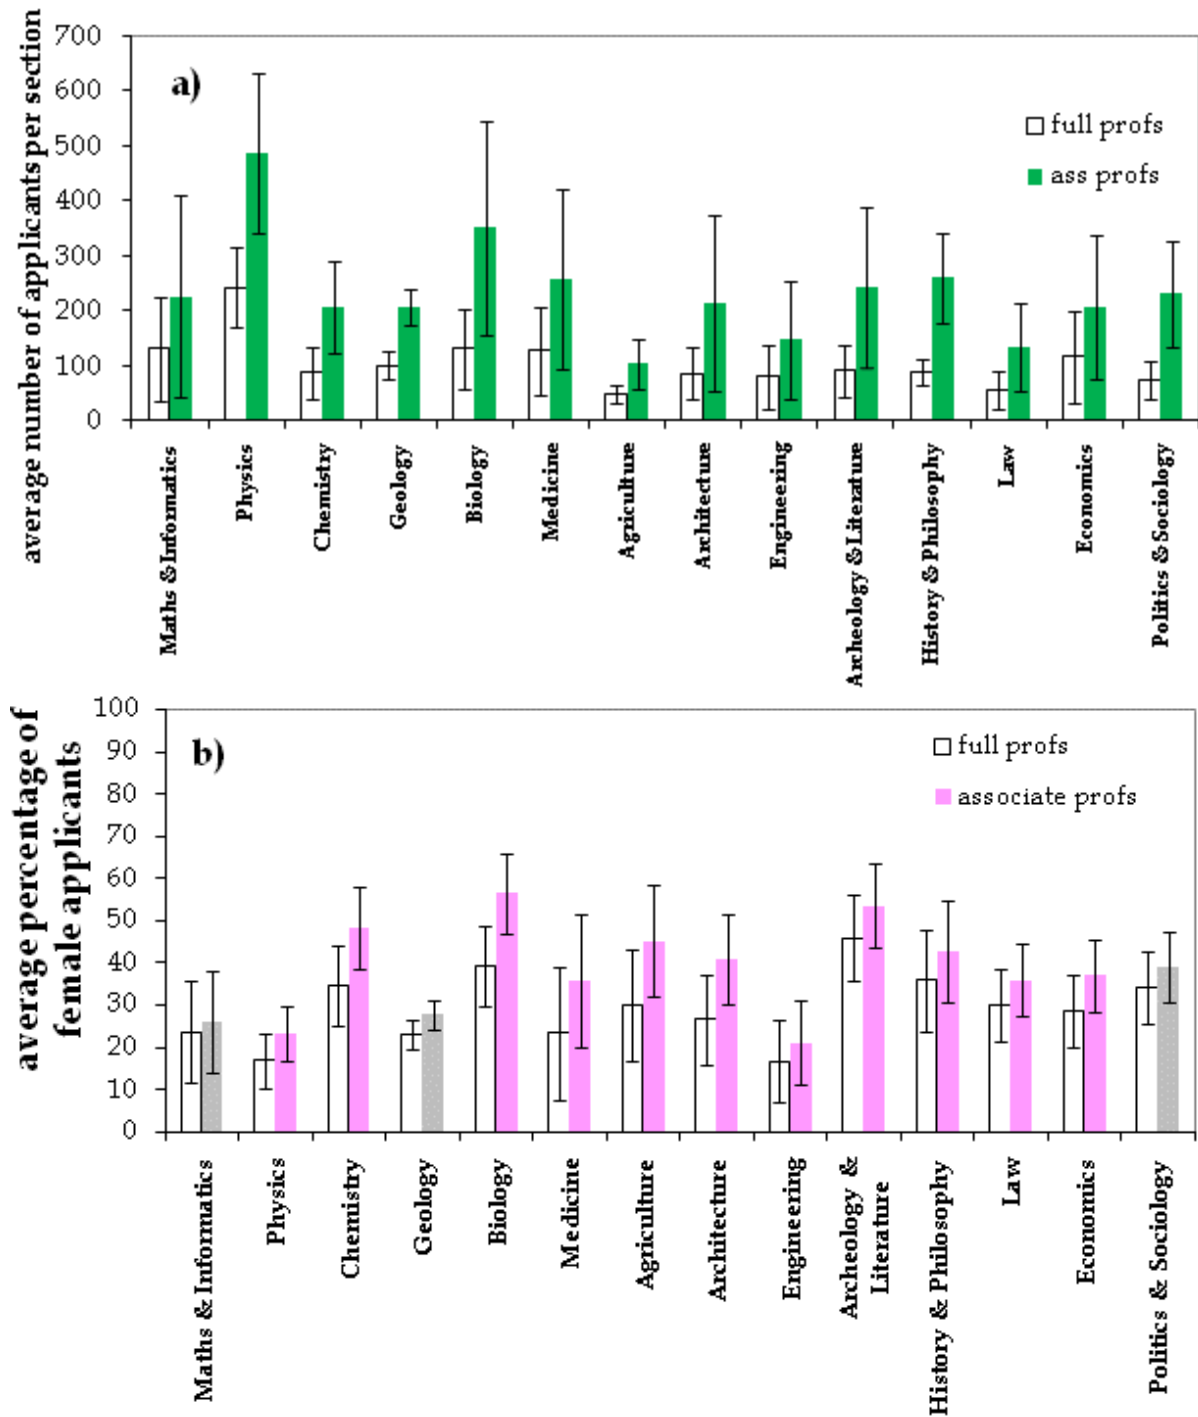 average number of applicants per section
700
600
500
400
300
200
100
0
a)
full profs
ass profs
Maths & Informatics
Physics
Chemistry
Geology
Biology
Medicine
Agriculture
Architecture
Engineering
Archeology & Literature
History & Philosophy
Law
Economics
Politics & Sociology
average percentage of
female applicants
100
90
80
70
60
50
40
30
20
10
0
b)
full profs
associate profs
Maths & Informatics
Physics
Chemistry
Geology
Biology
Medicine
Agriculture
Architecture
Engineering
Archeology &
Literature
History & Philosophy
Law
Economics
Politics & Sociology